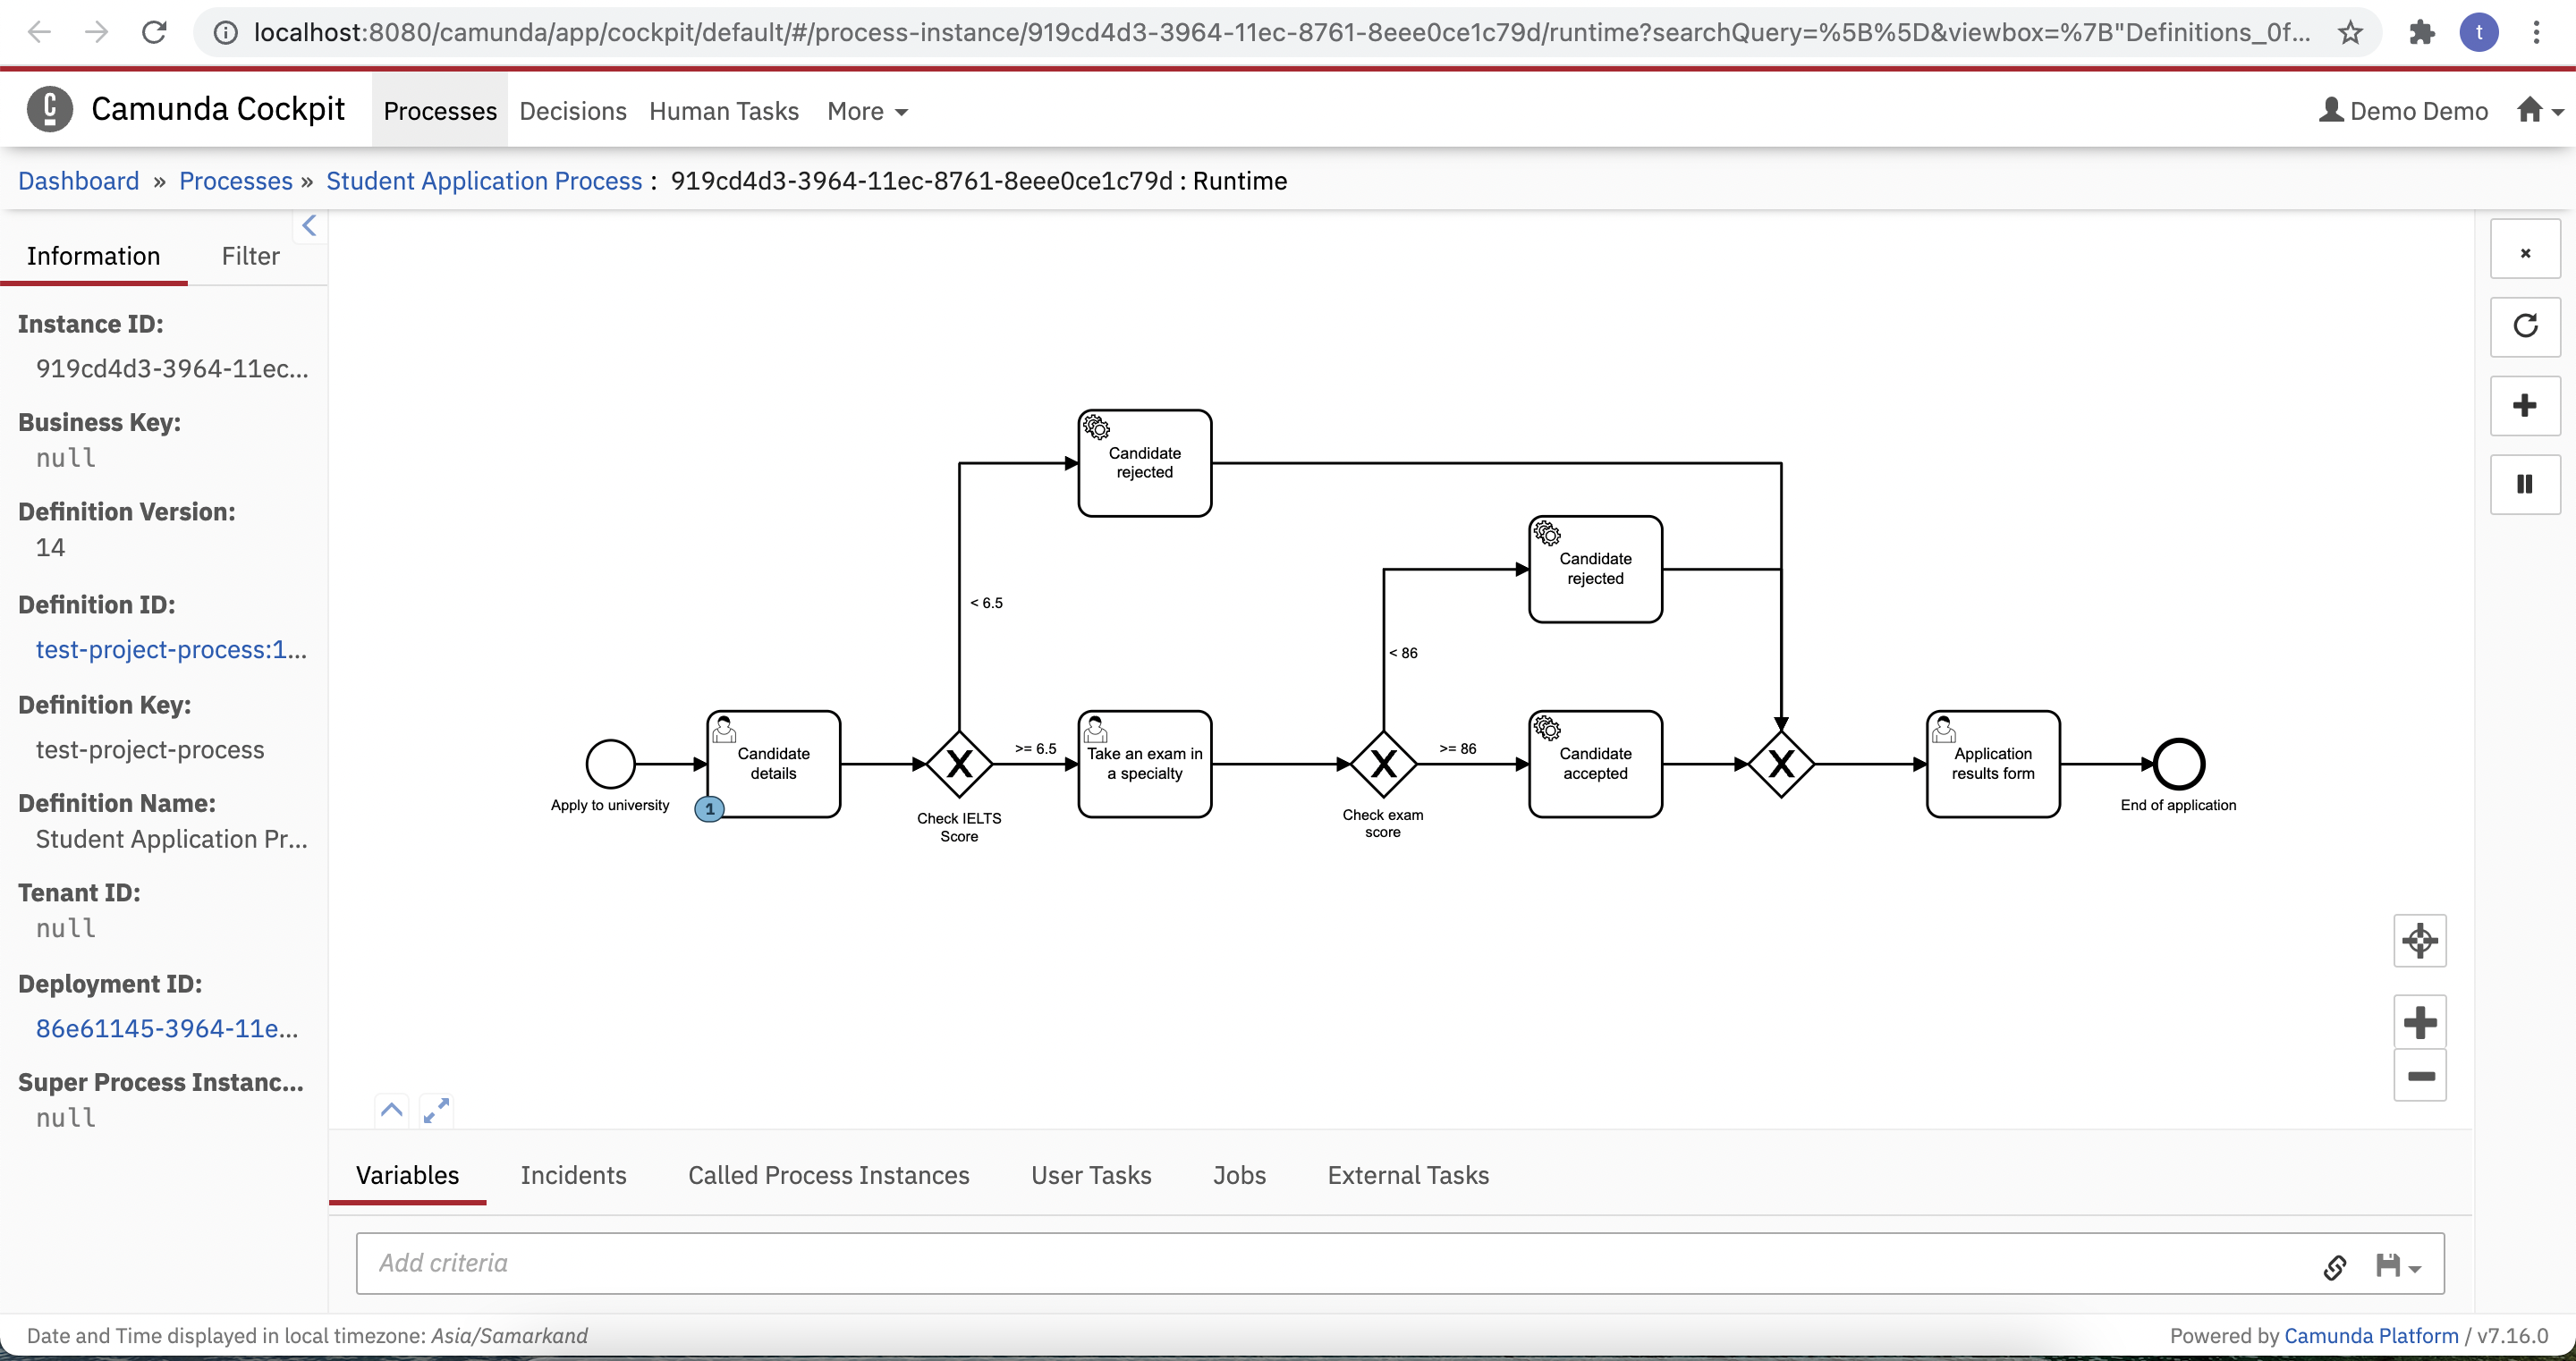 localhost:8080/camunda/app/cockpit/default/#/process-instance/919cd4d3-3964-11ec-8761-8eee0ce1c79d/runtime?searchQuery=%5B%5D&viewbox=%7B"Definitions_0f...
t
Camunda Cockpit
Processes
Decisions
Human Tasks
More
Demo Demo
Dashboard » Processes » Student Application Process : 919cd4d3-3964-11ec-8761-8eee0ce1c79d : Runtime
Information
Filter
Instance ID:
919cd4d3-3964-11ec...
Business Key:
null
Definition Version:
14
Definition ID:
test-project-process:1...
Definition Key:
test-project-process
Definition Name:
Student Application Pr...
Tenant ID:
null
Deployment ID:
86e61145-3964-11e...
Super Process Instanc...
null
Candidate
rejected
Candidate
rejected
< 6.5
< 86
Apply to university
Candidate
details
1
X
Check IELTS
Score
>= 6.5
Take an exam in
a specialty
X
Check exam
score
>= 86
Candidate
accepted
X
Application
results form
End of application
Variables
Incidents
Called Process Instances
User Tasks
Jobs
External Tasks
Add criteria
Date and Time displayed in local timezone: Asia/Samarkand
Powered by Camunda Platform / v7.16.0